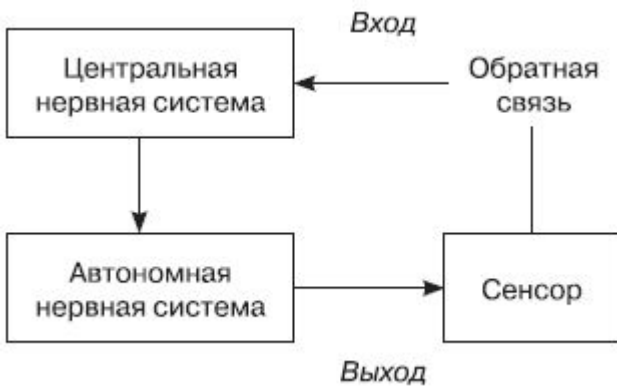 Вход
Центральная
нервная система
Обратная
связь
Автономная
нервная система
Сенсор
Выход